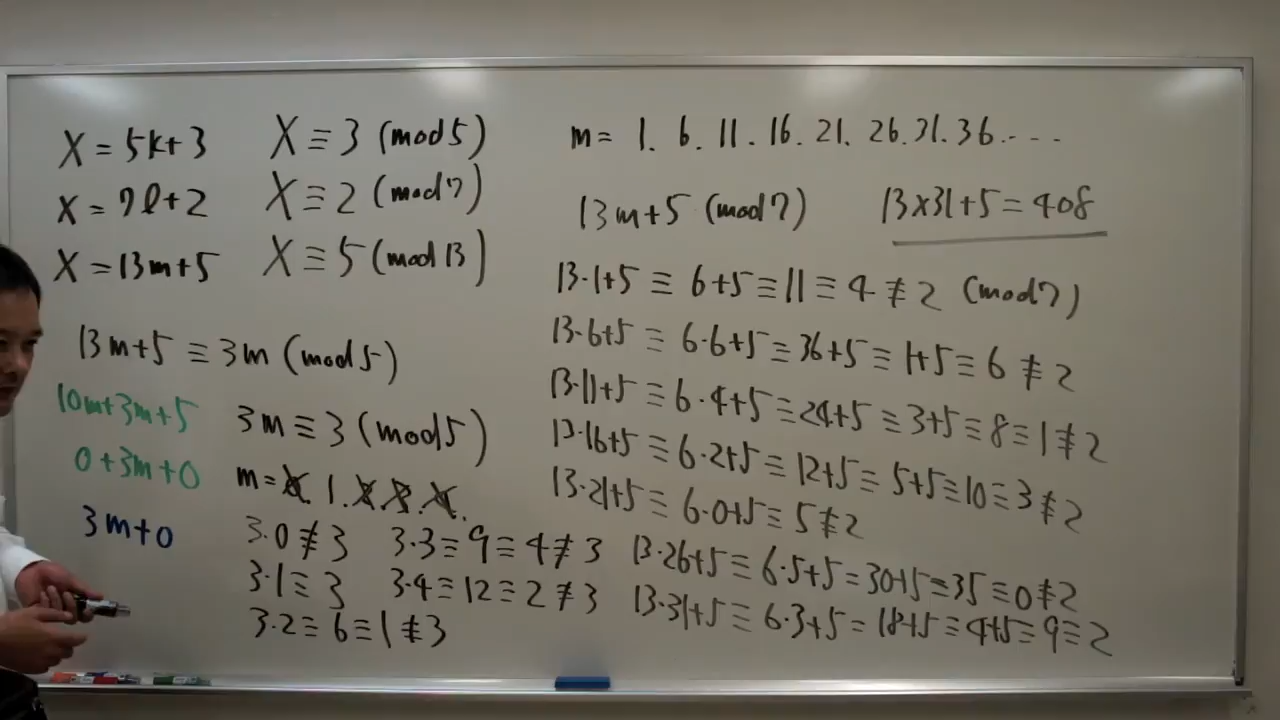 X = 5k+3
X = 7l+2
X = 13m+5
X ≡ 3 (mod 5)
X ≡ 2 (mod 7)
X ≡ 5 (mod 13)
13m+5 ≡ 3m (mod 5)
10m+3m+5
0+3m+0
3m+0
3m ≡ 3 (mod 5)
m = 0. 1. 2. 3. 4.
3·0 ≢ 3
3·1 ≡ 3
3·2 ≡ 6 ≡ 1 ≢ 3
3·3 ≡ 9 ≡ 4 ≢ 3
3·4 ≡ 12 ≡ 2 ≢ 3
m = 1. 6. 11. 16. 21. 26. 31. 36. ...
13m+5 (mod 7)
13×31+5 = 408
13·1+5 ≡ 6+5 ≡ 11 ≡ 4 ≢ 2 (mod 7)
13·6+5 ≡ 6·6+5 ≡ 36+5 ≡ 1+5 ≡ 6 ≢ 2
13·11+5 ≡ 6·4+5 ≡ 24+5 ≡ 3+5 ≡ 8 ≡ 1 ≢ 2
13·16+5 ≡ 6·2+5 ≡ 12+5 ≡ 5+5 ≡ 10 ≡ 3 ≢ 2
13·21+5 ≡ 6·0+5 ≡ 5 ≢ 2
13·26+5 ≡ 6·5+5 = 30+5 = 35 ≡ 0 ≢ 2
13·31+5 ≡ 6·3+5 = 18+5 ≡ 4+5 ≡ 9 ≡ 2